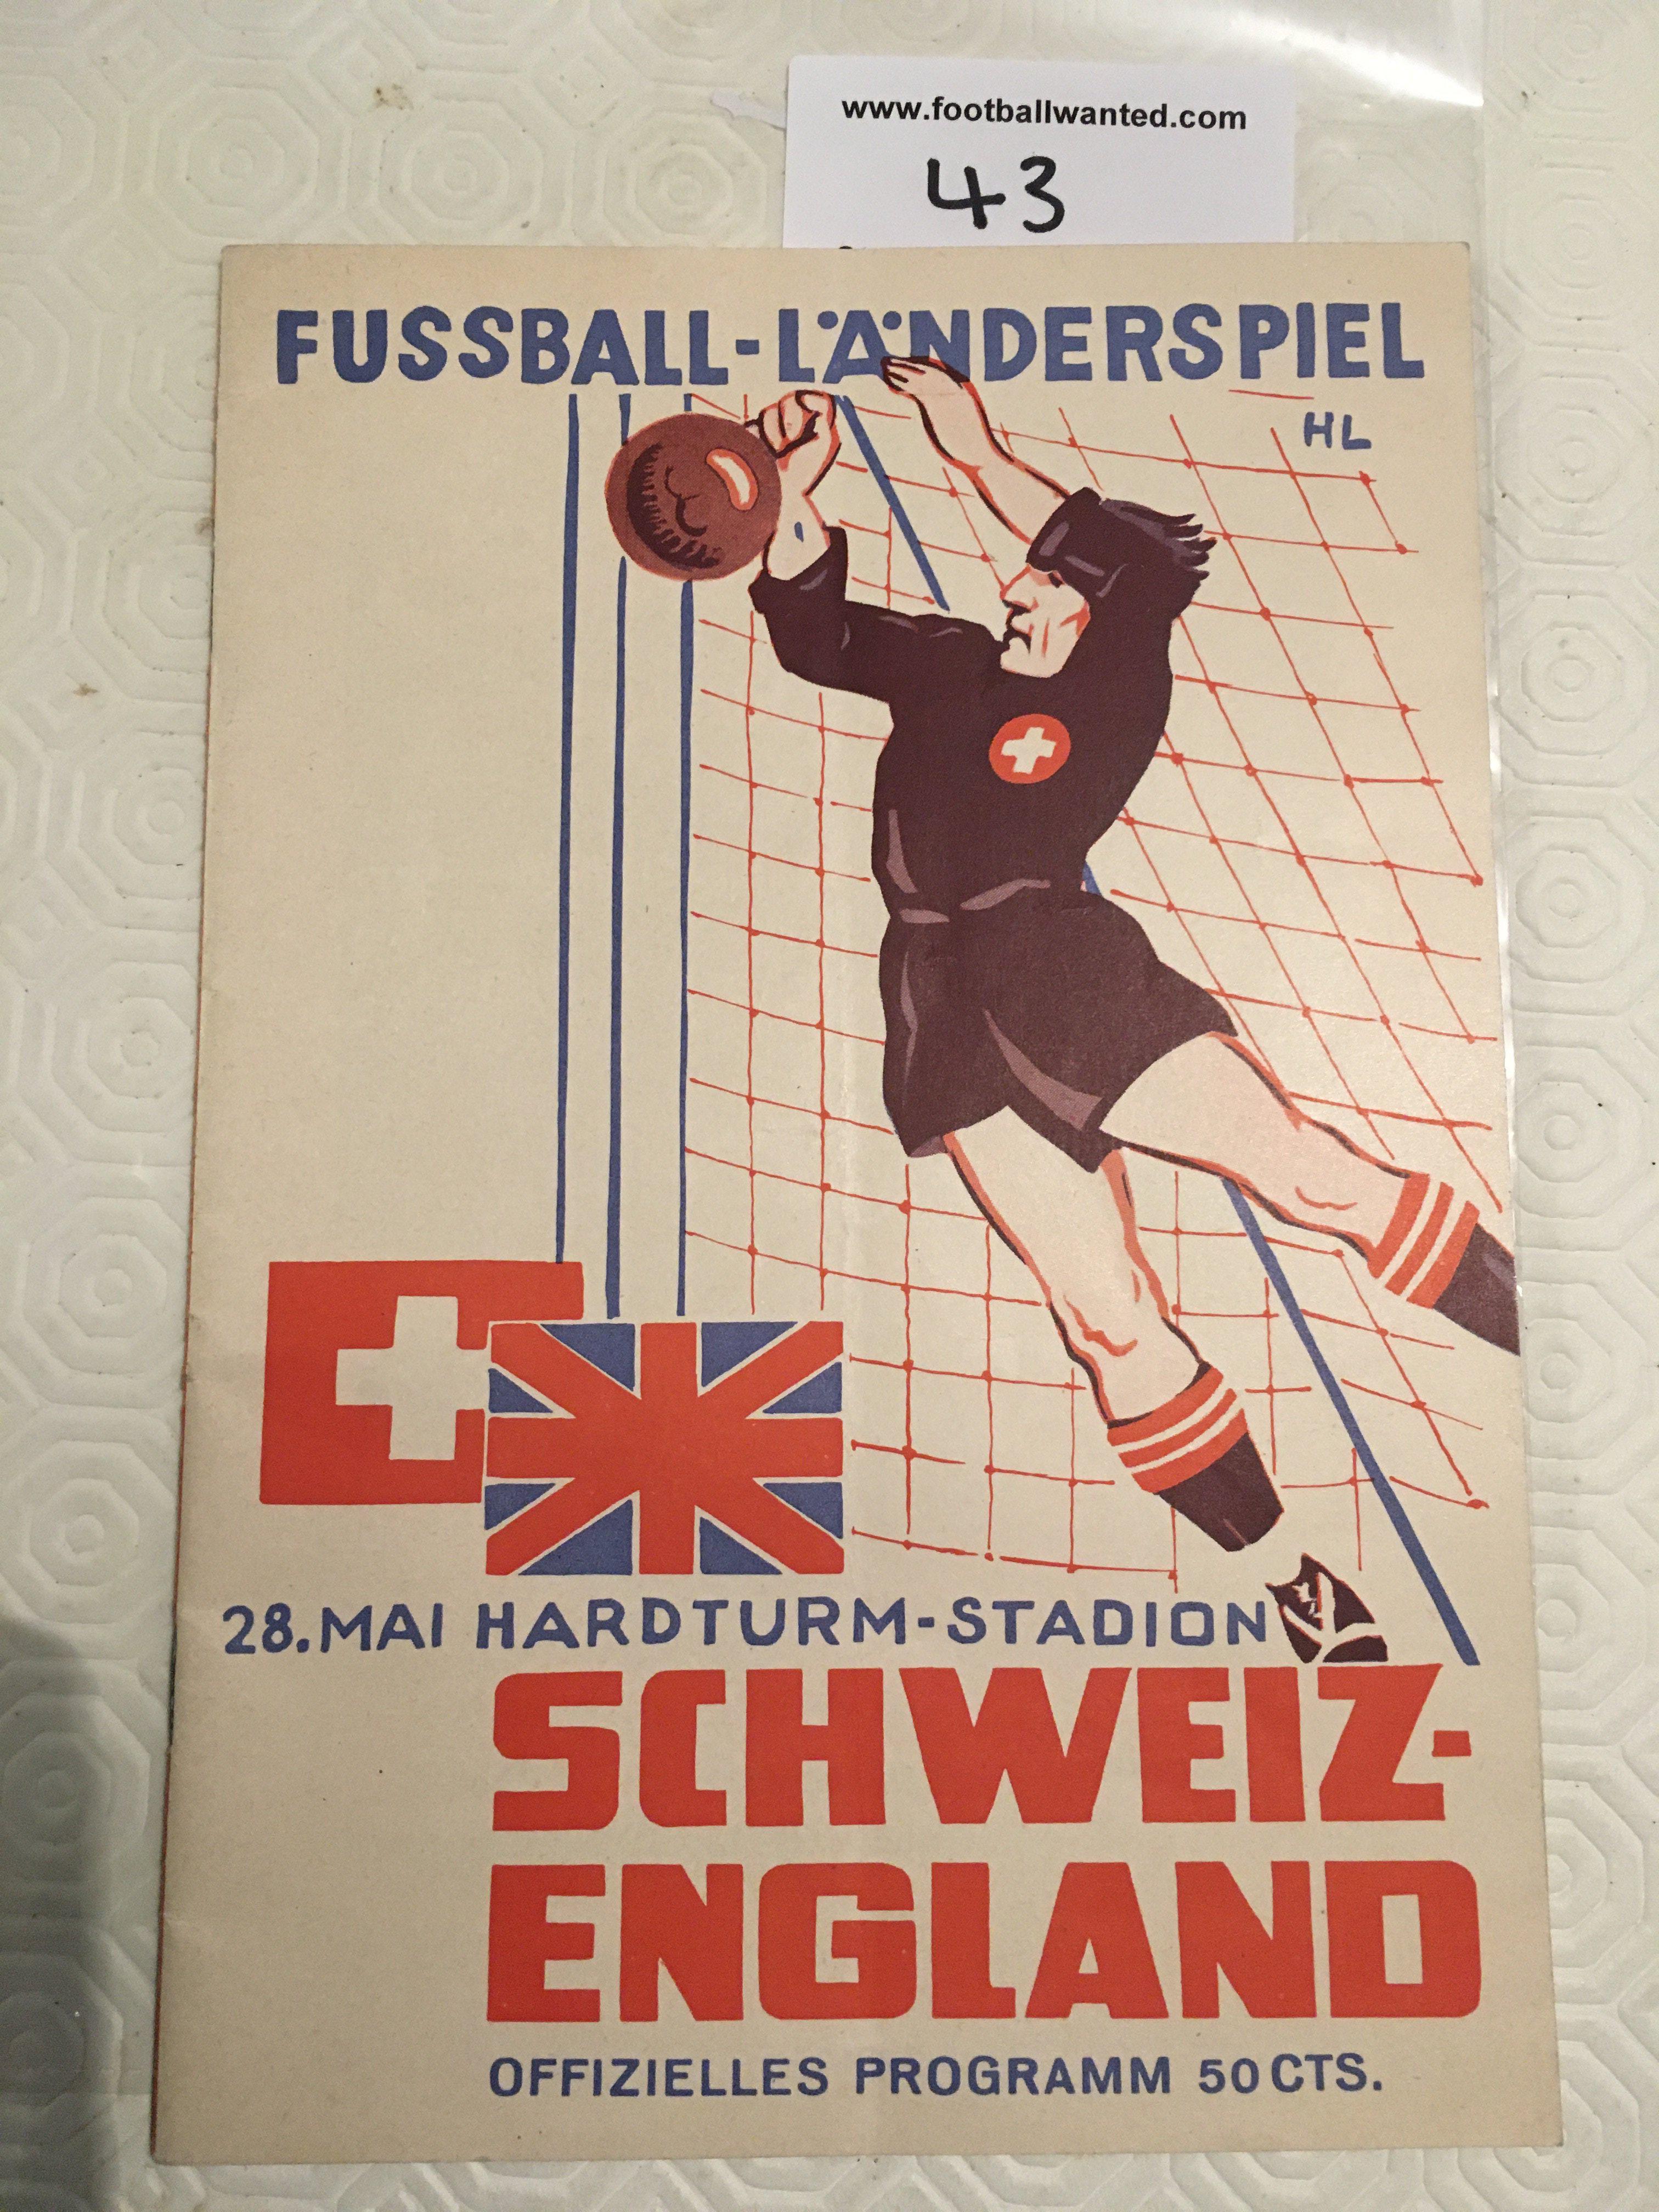 www.footballwanted.com
43
FUSSBALL-LÄNDERSPIEL
HL
28. MAI HARDTURM-STADION
SCHWEIZ-
ENGLAND
OFFIZIELLES PROGRAMM 50 CTS.